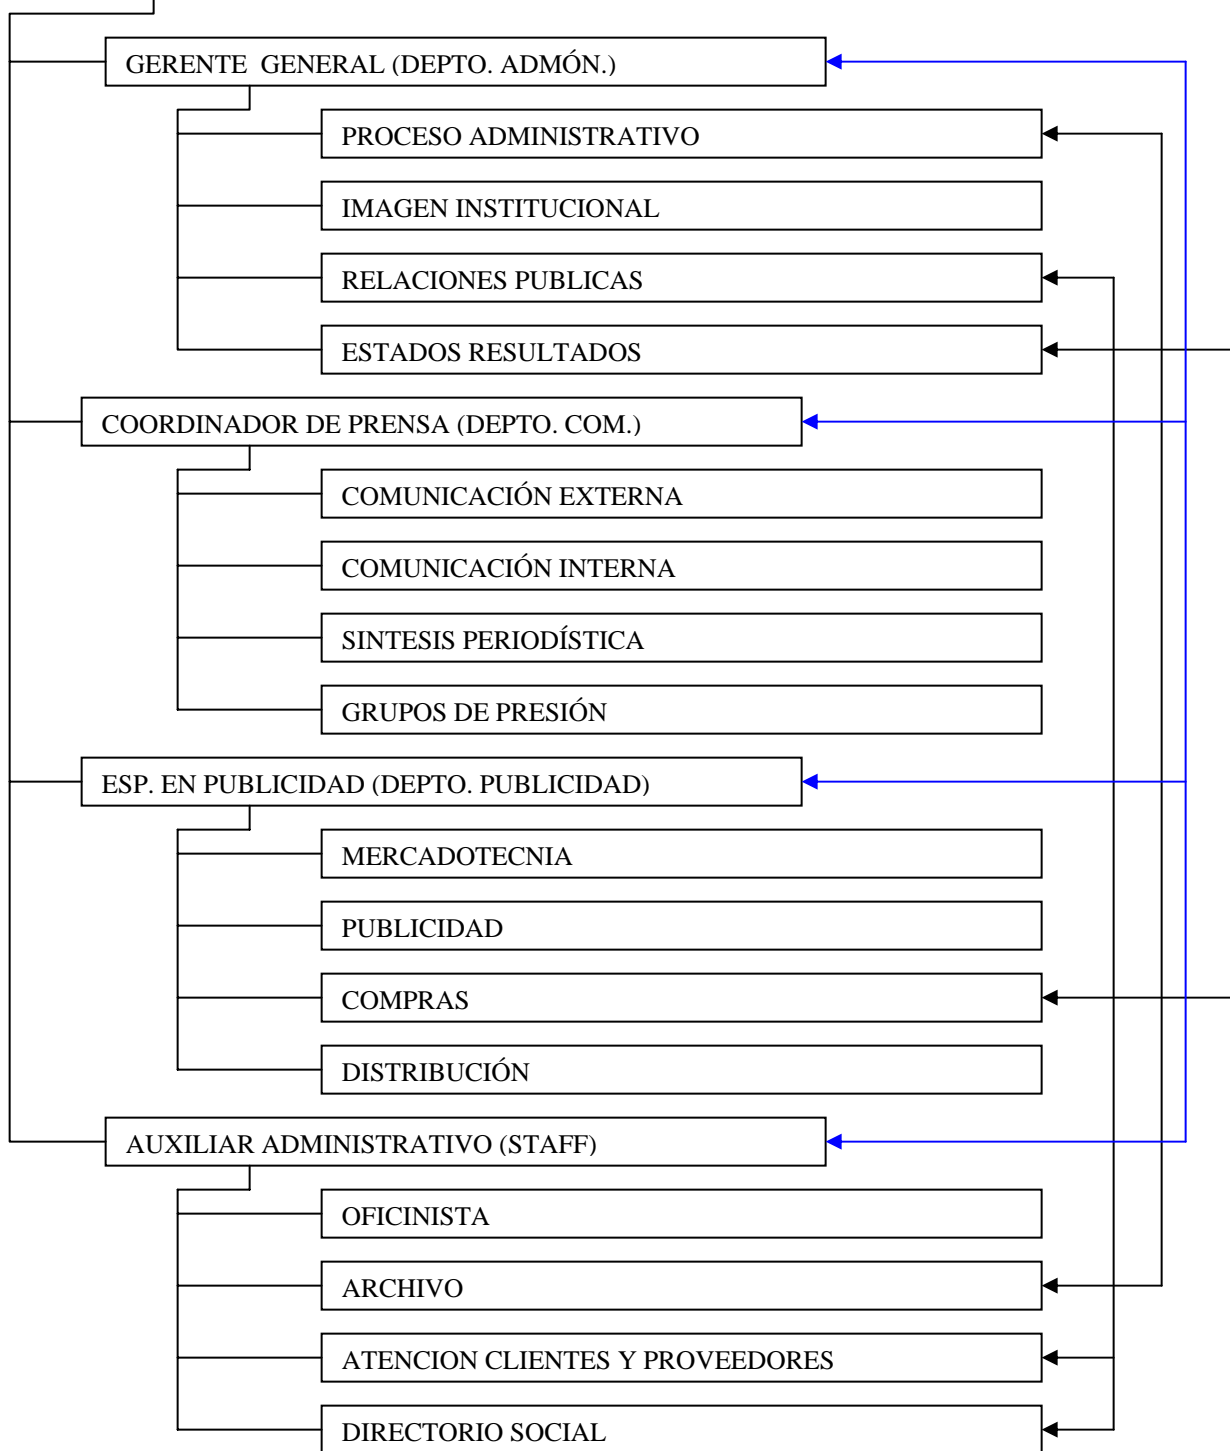 GERENTE GENERAL (DEPTO. ADMÓN.)
PROCESO ADMINISTRATIVO
IMAGEN INSTITUCIONAL
RELACIONES PUBLICAS
ESTADOS RESULTADOS
COORDINADOR DE PRENSA (DEPTO. COM.)
COMUNICACIÓN EXTERNA
COMUNICACIÓN INTERNA
SINTESIS PERIODÍSTICA
GRUPOS DE PRESIÓN
ESP. EN PUBLICIDAD (DEPTO. PUBLICIDAD)
MERCADOTECNIA
PUBLICIDAD
COMPRAS
DISTRIBUCIÓN
AUXILIAR ADMINISTRATIVO (STAFF)
OFICINISTA
ARCHIVO
ATENCION CLIENTES Y PROVEEDORES
DIRECTORIO SOCIAL